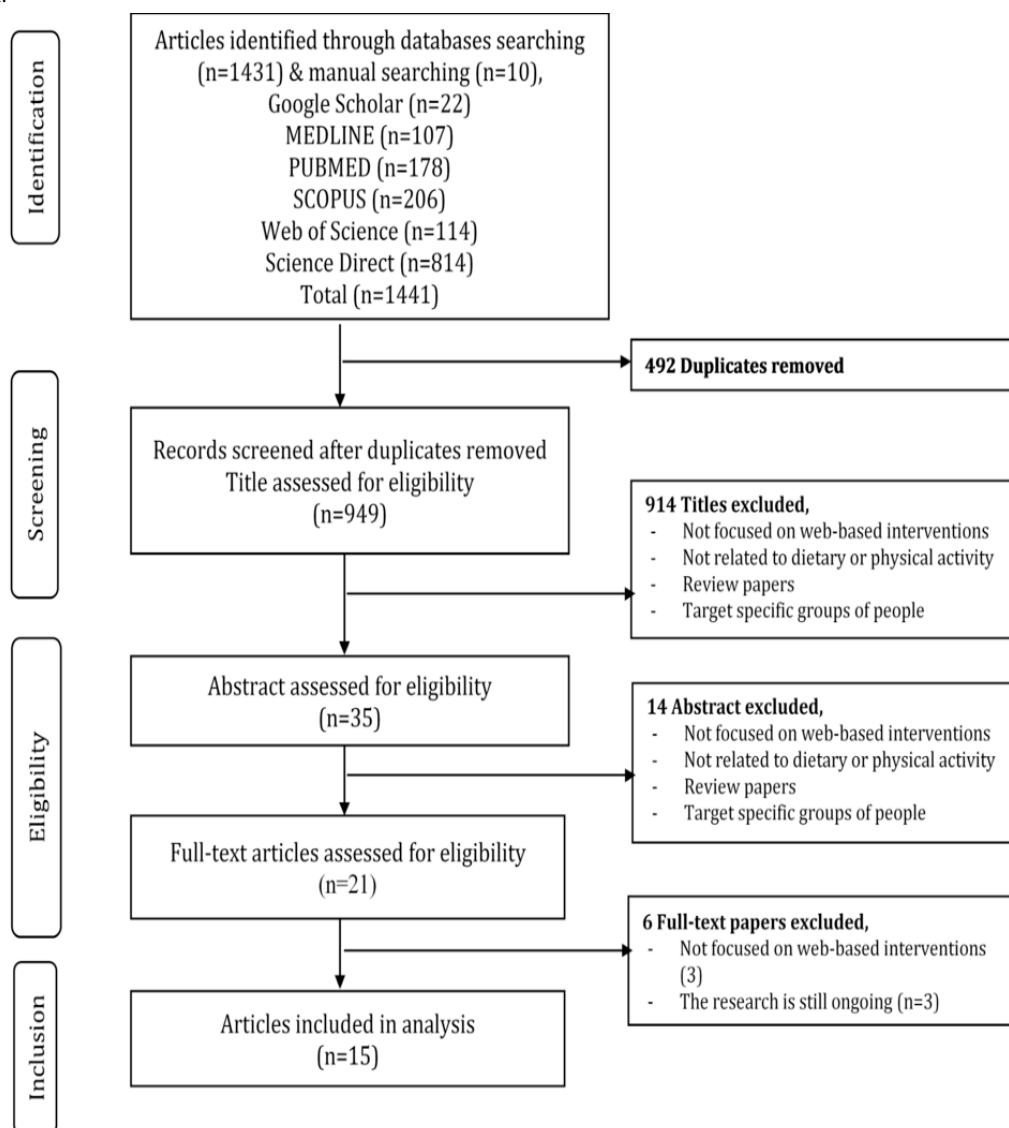 Identification
Articles identified through databases searching
(n=1431) & manual searching (n=10),
Google Scholar (n=22)
MEDLINE (n=107)
PUBMED (n=178)
SCOPUS (n=206)
Web of Science (n=114)
Science Direct (n=814)
Total (n=1441)
492 Duplicates removed
Screening
Records screened after duplicates removed
Title assessed for eligibility
(n=949)
914 Titles excluded,
- Not focused on web-based interventions
- Not related to dietary or physical activity
- Review papers
- Target specific groups of people
Eligibility
Abstract assessed for eligibility
(n=35)
14 Abstract excluded,
- Not focused on web-based interventions
- Not related to dietary or physical activity
- Review papers
- Target specific groups of people
Full-text articles assessed for eligibility
(n=21)
6 Full-text papers excluded,
- Not focused on web-based interventions
(3)
- The research is still ongoing (n=3)
Inclusion
Articles included in analysis
(n=15)